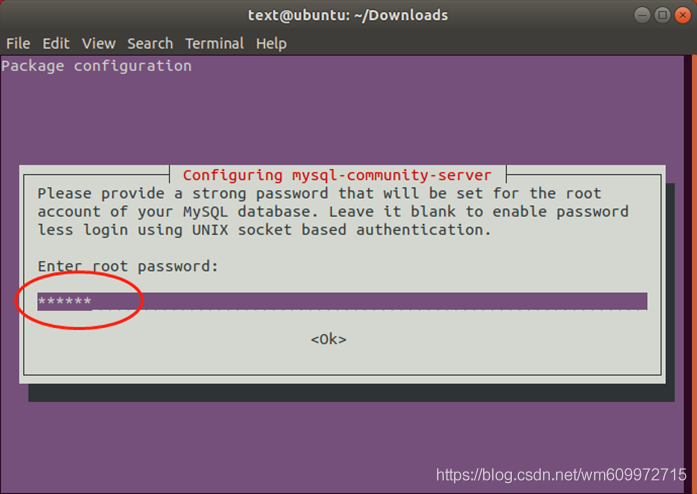 text@ubuntu: ~/Downloads
File Edit View Search Terminal Help
Package configuration
Configuring mysql-community-server
Please provide a strong password that will be set for the root
account of your MySQL database. Leave it blank to enable password
less login using UNIX socket based authentication.
Enter root password:
******
<Ok>
https://blog.csdn.net/wm609972715